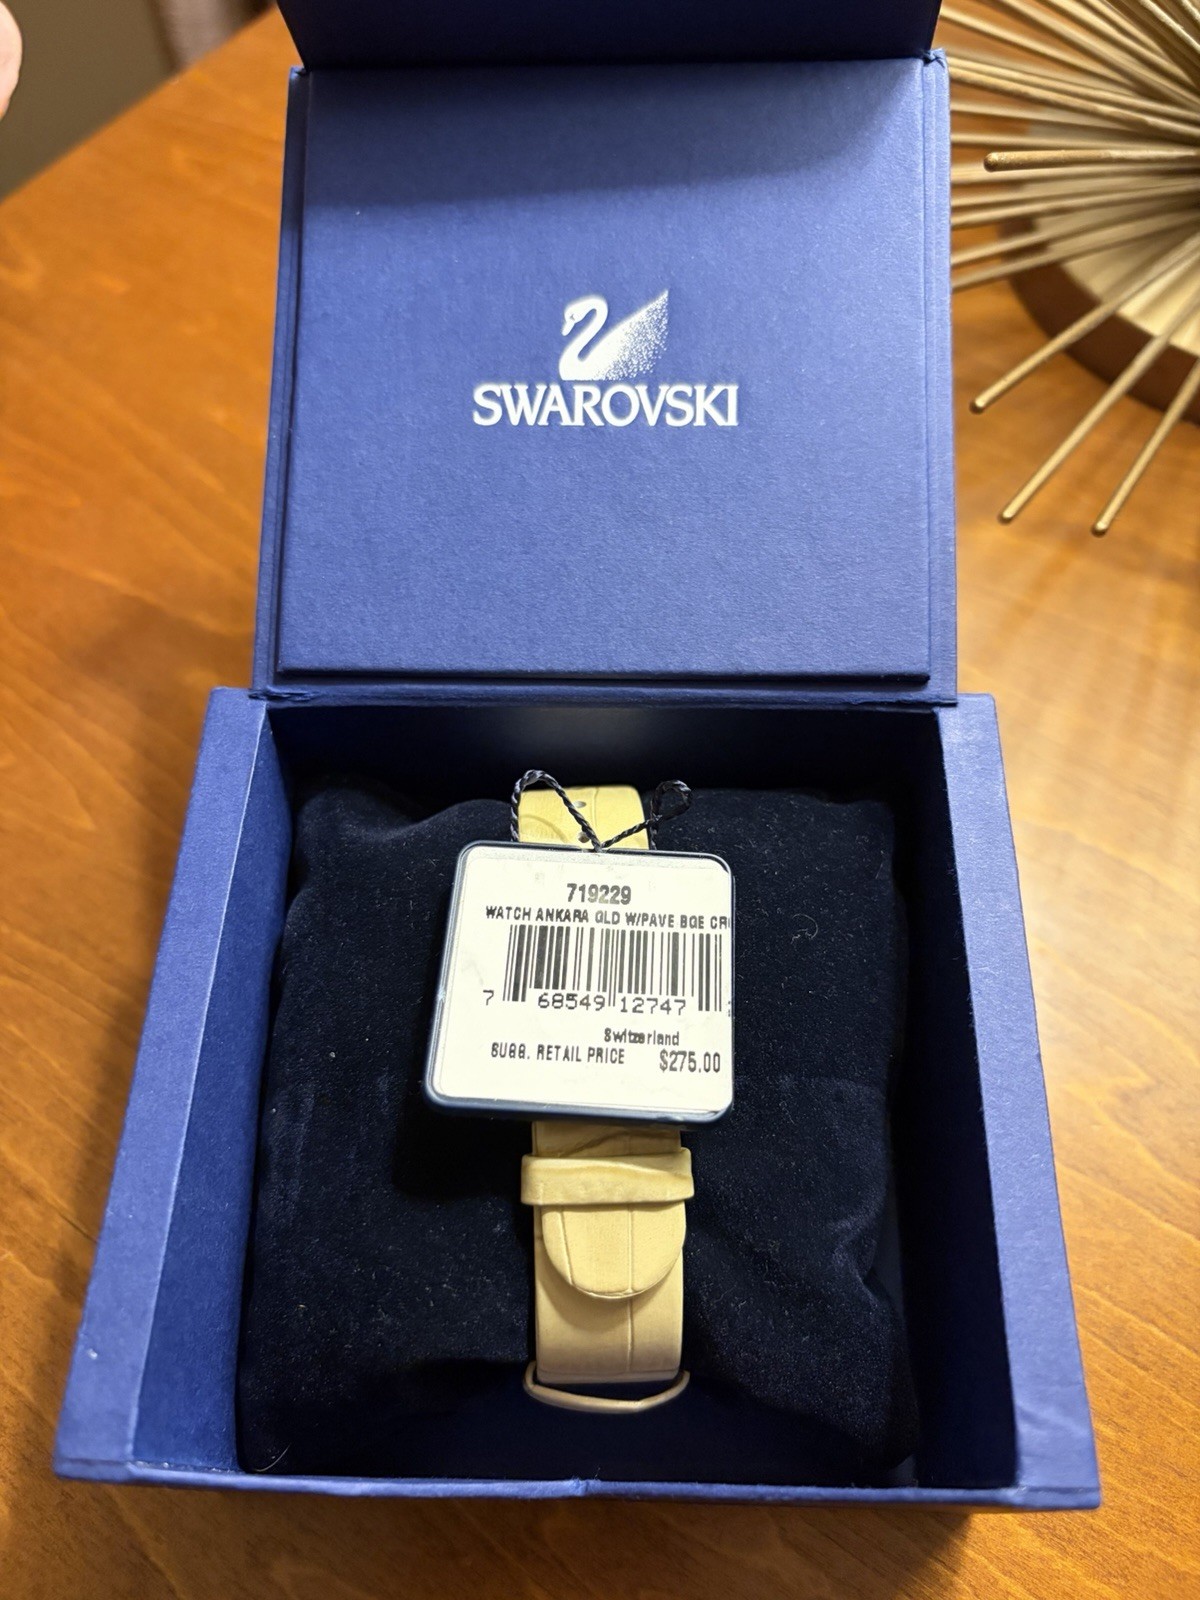 SWAROVSKI
719229
WATCH ANKARA GLD W/PAVE BGE CR
7 68549 12747
Switzerland
SUGG. RETAIL PRICE $275.00